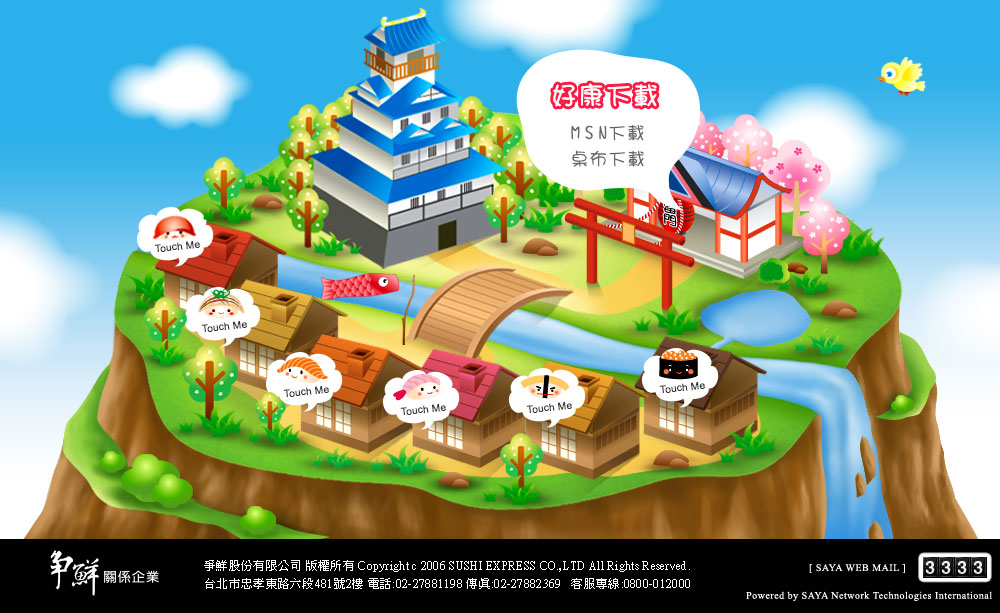 好康下載
MSN下載
桌布下載
Touch Me
Touch Me
Touch Me
Touch Me
Touch Me
Touch Me
爭鮮關係企業
爭鮮股份有限公司 版權所有 Copyright c 2006 SUSHI EXPRESS CO.,LTD All Rights Reserved.
台北市忠孝東路六段481號2樓 電話:02-27881198 傳真:02-27882369 客服專線:0800-012000
[ SAYA WEB MAIL ]
3333
Powered by SAYA Network Technologies International